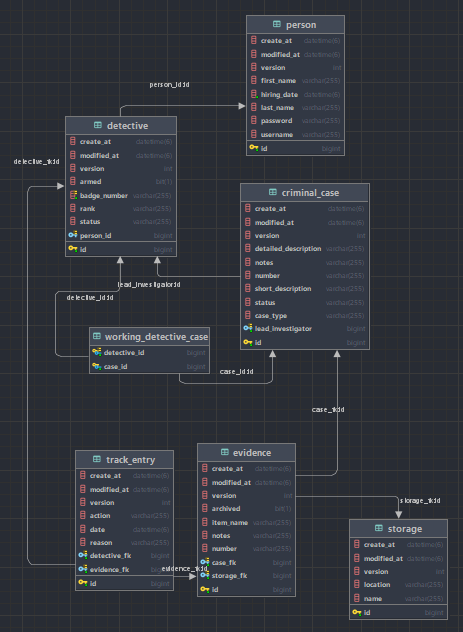 person
create_at datetime(6)
modified_at datetime(6)
version int
first_name varchar(255)
hiring_date datetime(6)
last_name varchar(255)
password varchar(255)
username varchar(255)
id bigint
person_id:id
detective
create_at datetime(6)
modified_at datetime(6)
version int
armed bit(1)
badge_number varchar(255)
rank varchar(255)
status varchar(255)
person_id bigint
id bigint
detective_fk:id
criminal_case
create_at datetime(6)
modified_at datetime(6)
version int
detailed_description varchar(255)
notes varchar(255)
number varchar(255)
short_description varchar(255)
status varchar(255)
case_type varchar(255)
lead_investigator bigint
id bigint
lead_investigator:id
detective_id:id
working_detective_case
detective_id bigint
case_id bigint
case_id:id
case_fk:id
track_entry
create_at datetime(6)
modified_at datetime(6)
version int
action varchar(255)
date datetime(6)
reason varchar(255)
detective_fk bigint
evidence_fk bigint
id bigint
evidence_fk:id
evidence
create_at datetime(6)
modified_at datetime(6)
version int
archived bit(1)
item_name varchar(255)
notes varchar(255)
number varchar(255)
case_fk bigint
storage_fk bigint
id bigint
storage_fk:id
storage
create_at datetime(6)
modified_at datetime(6)
version int
location varchar(255)
name varchar(255)
id bigint